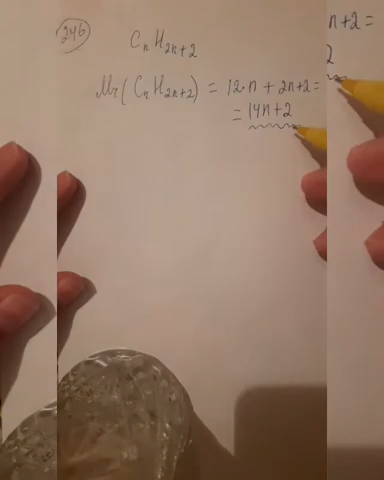 246
CₙH₂ₙ₊₂
Mr(CₙH₂ₙ₊₂) = 12·n + 2n+2 =
= 14n+2
n+2 =
2